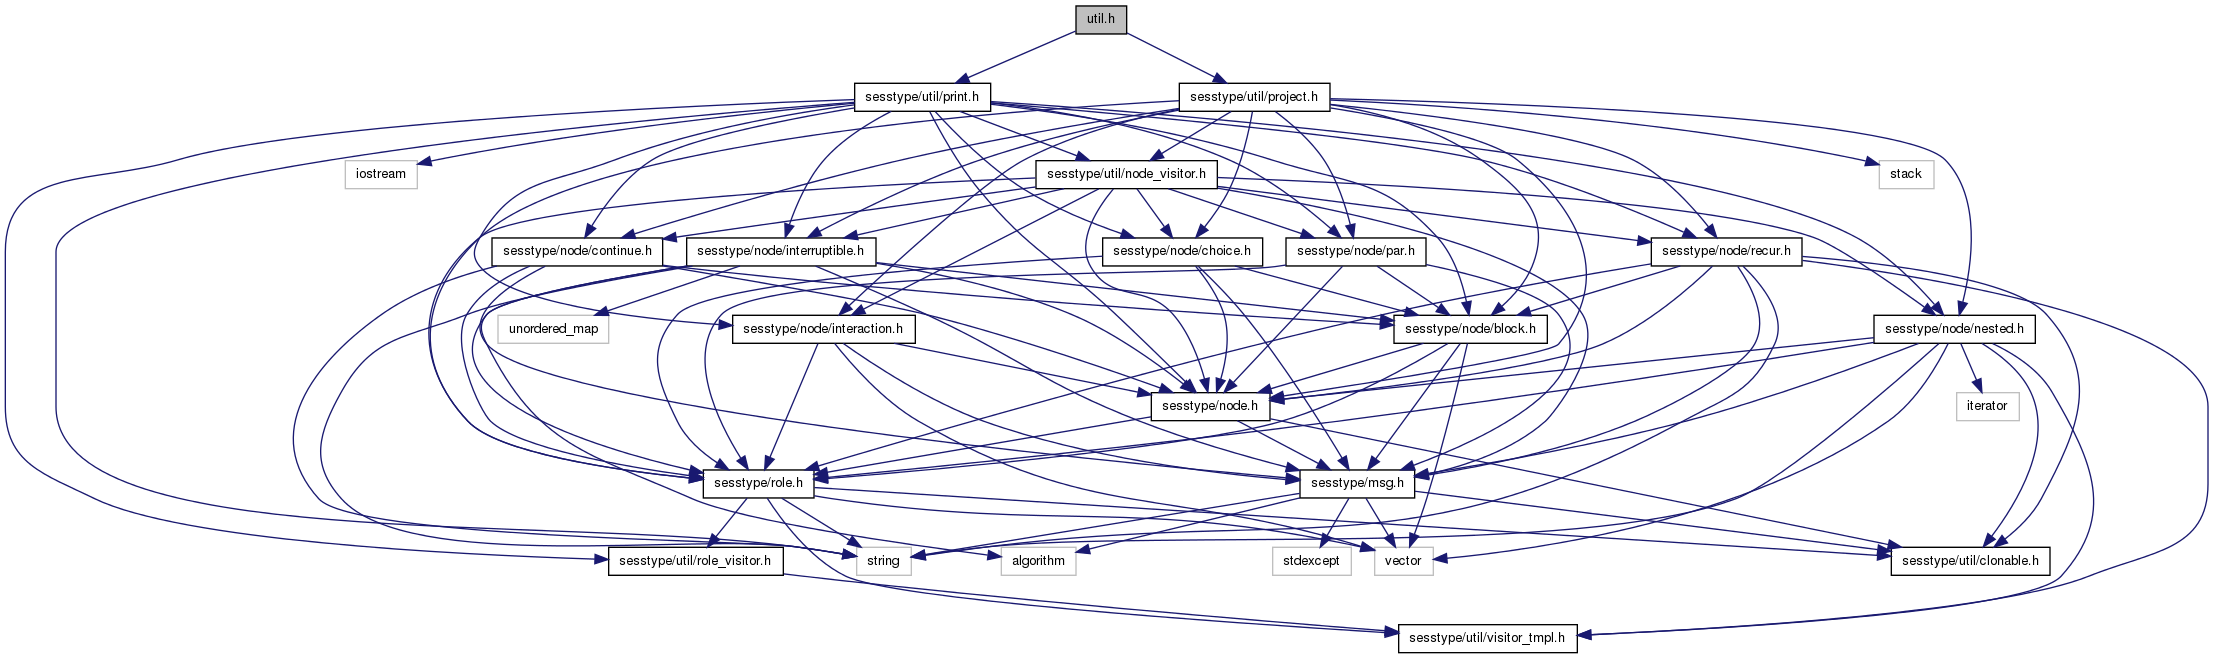 util.h
sesstype/util/print.h
sesstype/util/project.h
iostream
sesstype/util/node_visitor.h
stack
sesstype/node/continue.h
sesstype/node/interruptible.h
sesstype/node/choice.h
sesstype/node/par.h
sesstype/node/recur.h
unordered_map
sesstype/node/interaction.h
sesstype/node/block.h
sesstype/node/nested.h
sesstype/node.h
iterator
sesstype/role.h
sesstype/msg.h
sesstype/util/role_visitor.h
string
algorithm
stdexcept
vector
sesstype/util/clonable.h
sesstype/util/visitor_tmpl.h